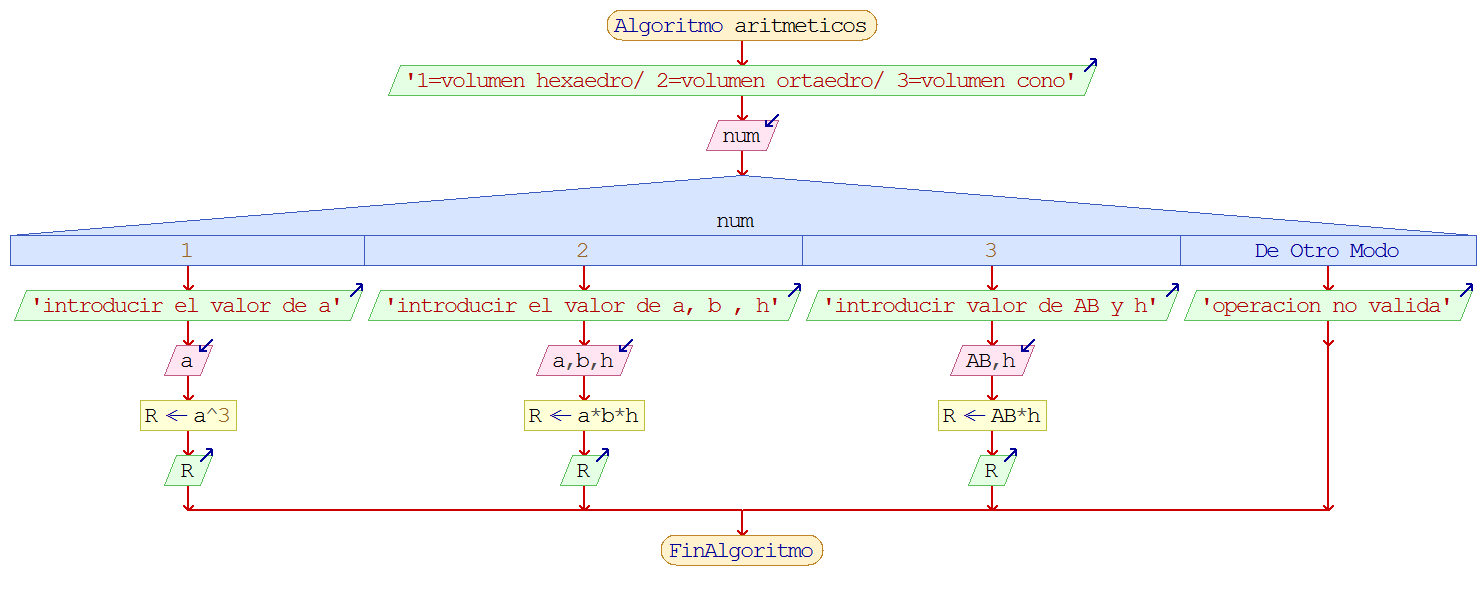 Algoritmo aritmeticos
'1=volumen hexaedro/ 2=volumen ortaedro/ 3=volumen cono'
num
num
1
2
3
De Otro Modo
'introducir el valor de a'
'introducir el valor de a, b , h'
'introducir valor de AB y h'
'operacion no valida'
a
a,b,h
AB,h
R ← a^3
R ← a*b*h
R ← AB*h
R
R
R
FinAlgoritmo